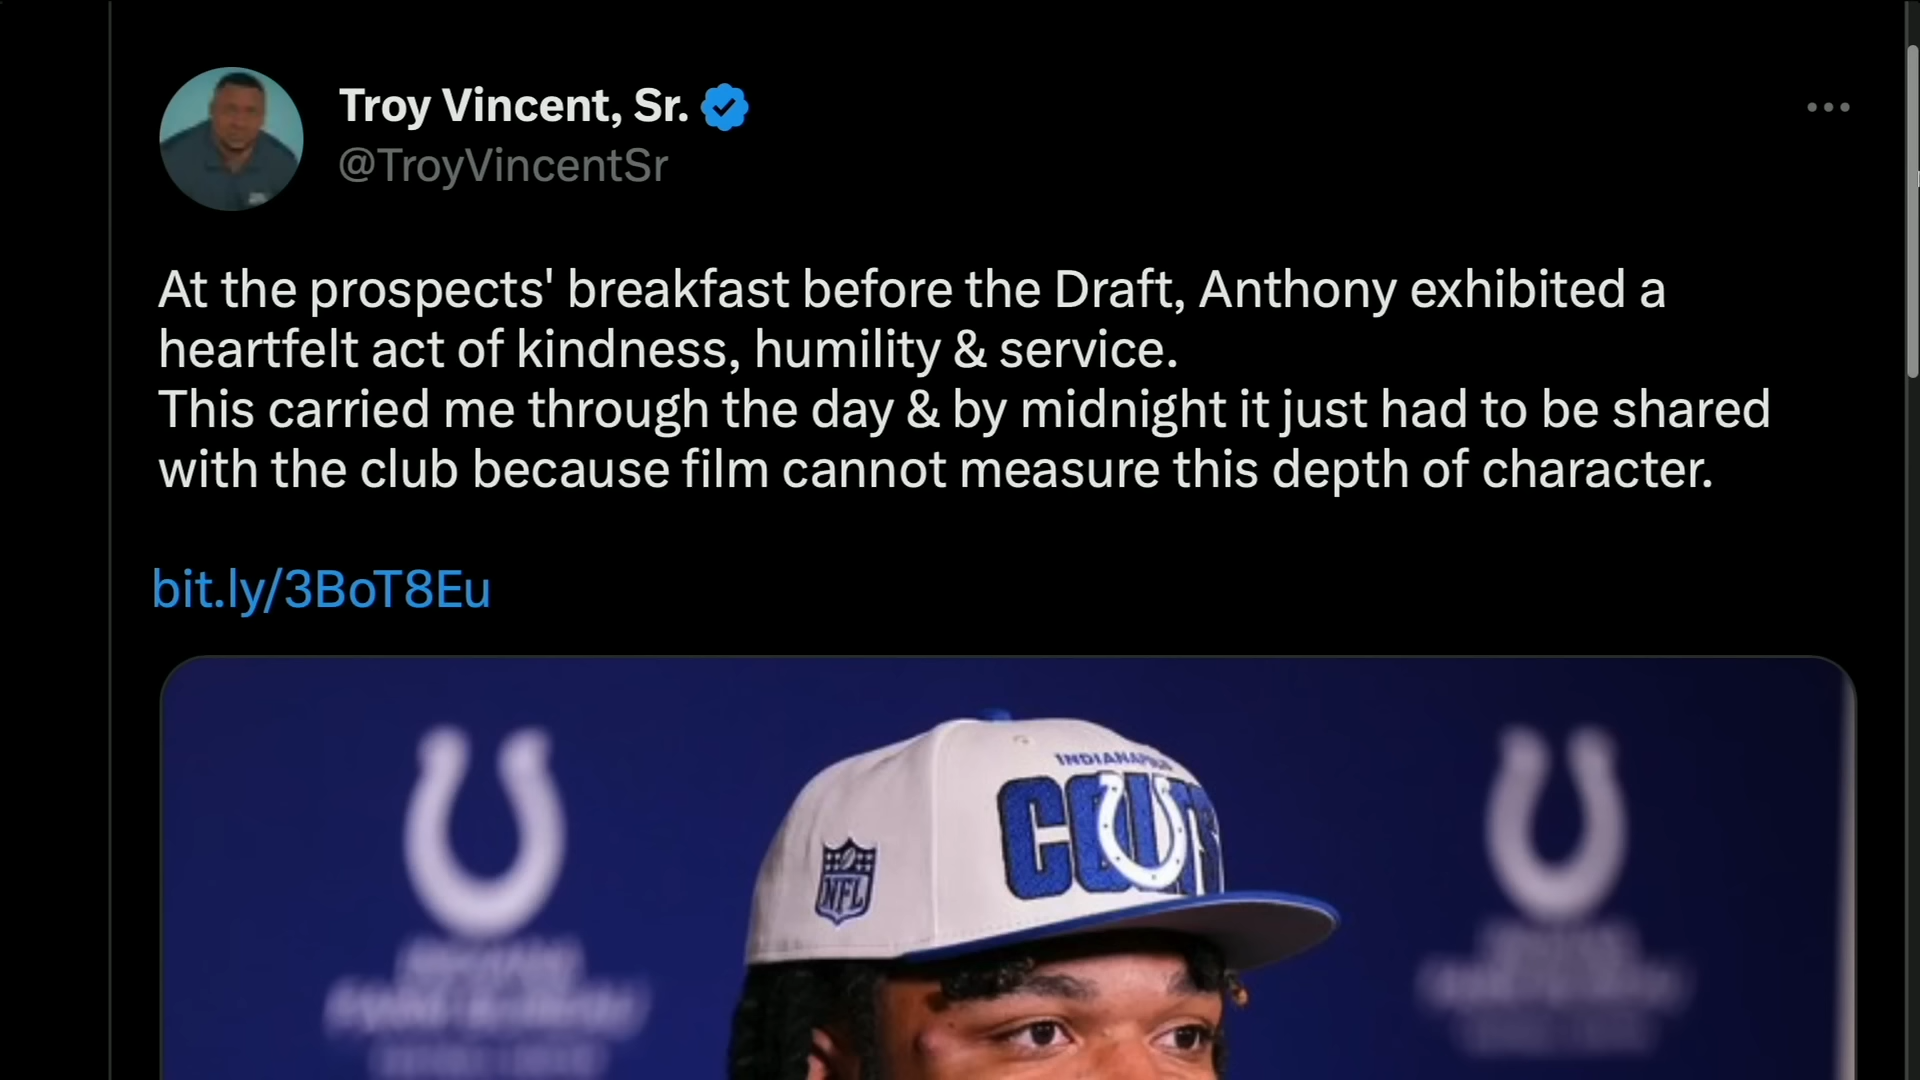 Troy Vincent, Sr.
@TroyVincentSr
At the prospects' breakfast before the Draft, Anthony exhibited a
heartfelt act of kindness, humility & service.
This carried me through the day & by midnight it just had to be shared
with the club because film cannot measure this depth of character.
bit.ly/3BoT8Eu
COLTS
NFL